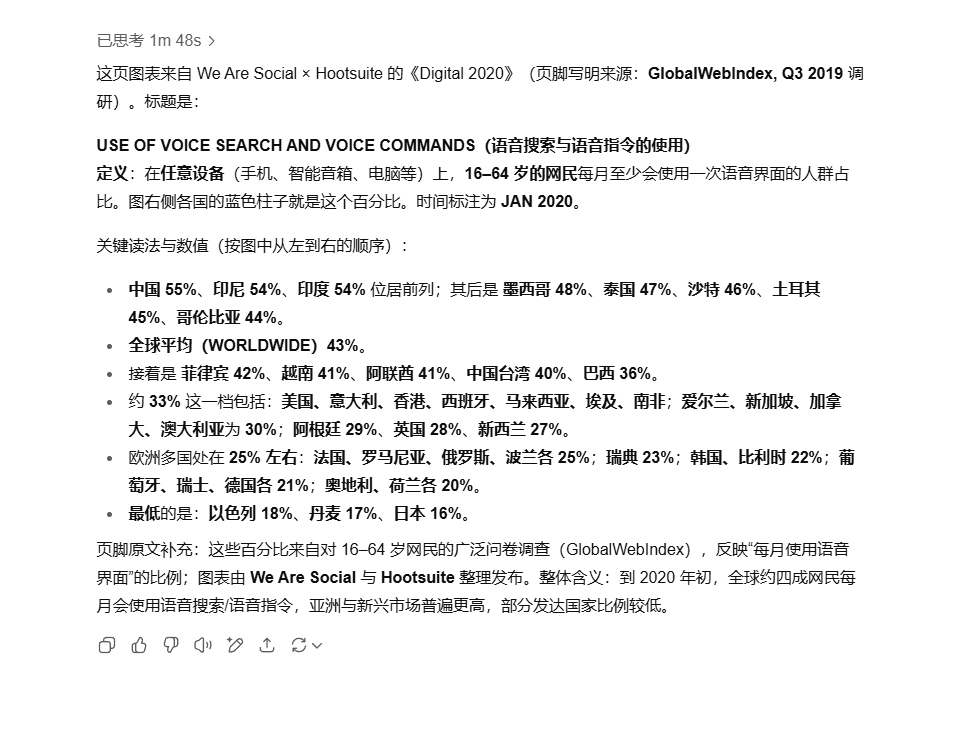 已思考 1m 48s >
这页图表来自 We Are Social × Hootsuite 的《Digital 2020》（页脚写明来源：GlobalWebIndex, Q3 2019 调
研）。标题是：
USE OF VOICE SEARCH AND VOICE COMMANDS（语音搜索与语音指令的使用）
定义：在任意设备（手机、智能音箱、电脑等）上，16–64 岁的网民每月至少会使用一次语音界面的人群占
比。图右侧各国的蓝色柱子就是这个百分比。时间标注为 JAN 2020。
关键读法与数值（按图中从左到右的顺序）：
• 中国 55%、印尼 54%、印度 54% 位居前列；其后是 墨西哥 48%、泰国 47%、沙特 46%、土耳其
45%、哥伦比亚 44%。
• 全球平均（WORLDWIDE）43%。
• 接着是 菲律宾 42%、越南 41%、阿联酋 41%、中国台湾 40%、巴西 36%。
• 约 33% 这一档包括：美国、意大利、香港、西班牙、马来西亚、埃及、南非；爱尔兰、新加坡、加拿
大、澳大利亚为 30%；阿根廷 29%、英国 28%、新西兰 27%。
• 欧洲多国处在 25% 左右：法国、罗马尼亚、俄罗斯、波兰各 25%；瑞典 23%；韩国、比利时 22%；葡
萄牙、瑞士、德国各 21%；奥地利、荷兰各 20%。
• 最低的是：以色列 18%、丹麦 17%、日本 16%。
页脚原文补充：这些百分比来自对 16–64 岁网民的广泛问卷调查（GlobalWebIndex），反映“每月使用语音
界面”的比例；图表由 We Are Social 与 Hootsuite 整理发布。整体含义：到 2020 年初，全球约四成网民每
月会使用语音搜索/语音指令，亚洲与新兴市场普遍更高，部分发达国家比例较低。